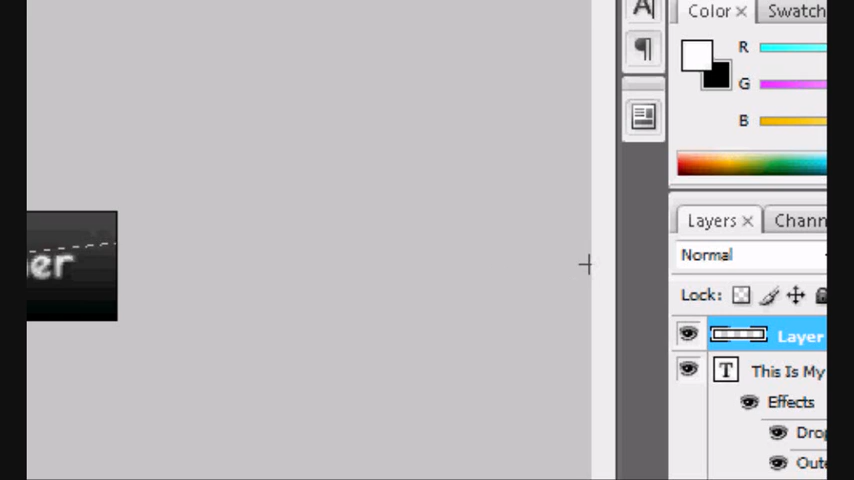 A
Color × Swatch
¶
R
G
B
er
Layers × Chann
Normal
Lock:
Layer
T This Is My
Effects
Drop
Oute